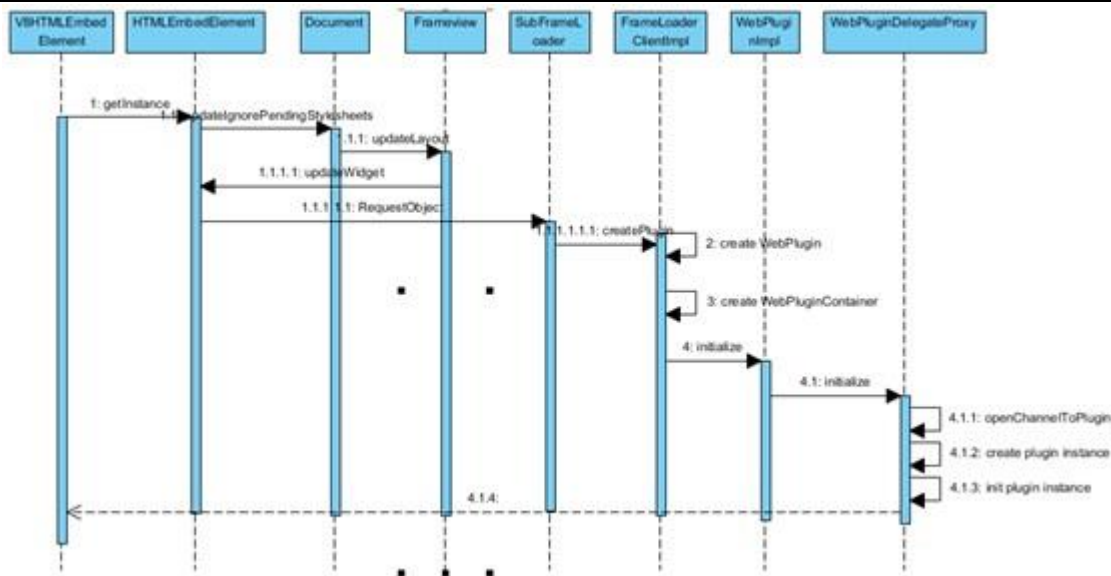 V8HTMLEmbed
Element
HTMLEmbedElement
Document
Frameview
SubFrameL
oader
FrameLoader
ClientImpl
WebPlugi
nImpl
WebPluginDelegateProxy
1: getInstance
updateIgnorePendingStylesheets
1.1.1: updateLayout
1.1.1.1: updateWidget
1.1.1.1.1: RequestObjec
1.1.1.1.1.1: createPlugin
2: create WebPlugin
3: create WebPluginContainer
4: initialize
4.1: initialize
4.1.1: openChannelToPlugin
4.1.2: create plugin instance
4.1.3: init plugin instance
4.1.4: